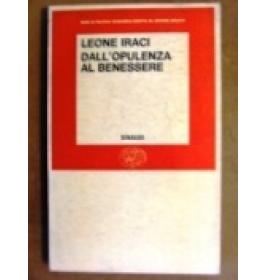 LEONE IRACI
DALL'OPULENZA
AL BENESSERE
EINAUDI